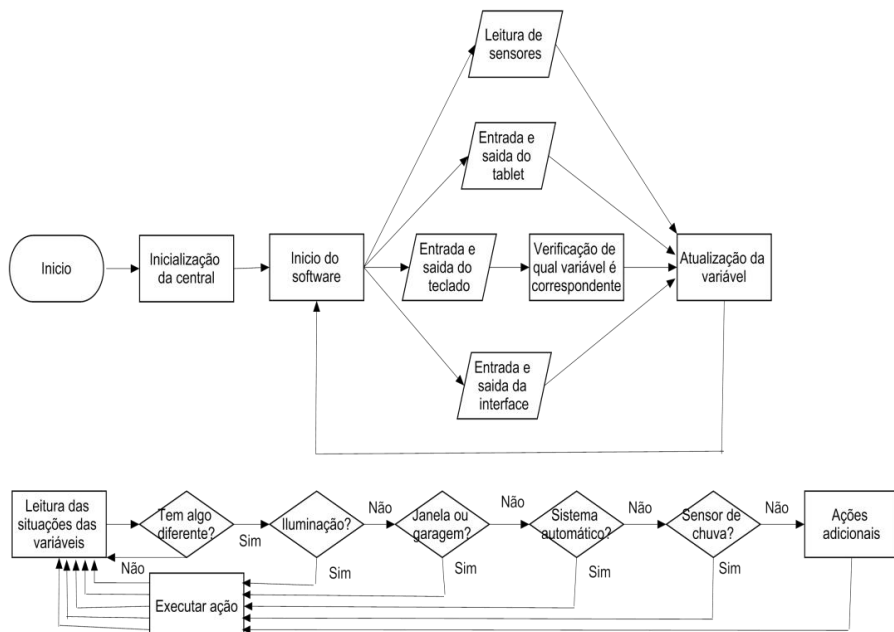 Leitura de
sensores
Entrada e
saida do
tablet
Inicio
Inicialização
da central
Inicio do
software
Entrada e
saida do
teclado
Verificação de
qual variável é
correspondente
Atualização da
variável
Entrada e
saida da
interface
Leitura das
situações das
variáveis
Tem algo
diferente?
Sim
Não
Iluminação?
Não
Sim
Janela ou
garagem?
Não
Sim
Sistema
automático?
Não
Sim
Sensor de
chuva?
Não
Sim
Ações
adicionais
Executar ação